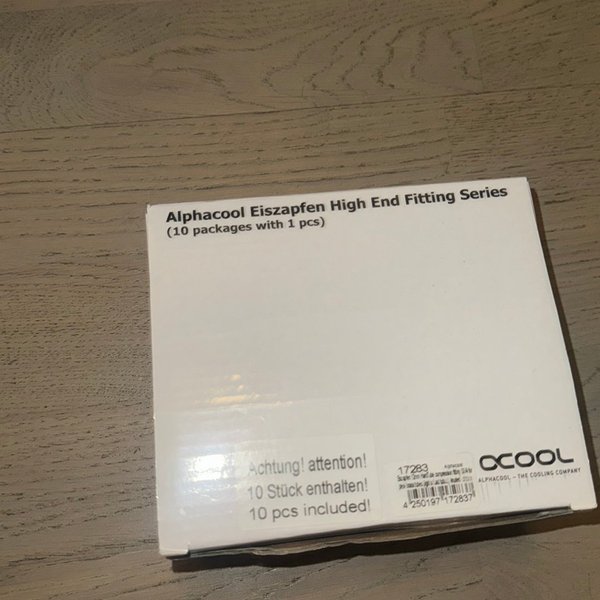 Alphacool Eiszapfen High End Fitting Series
(10 packages with 1 pcs)
Achtung! attention!
10 Stück enthalten!
10 pcs included!
17283 Alphacool
4 250197 172837
OCOOL
ALPHACOOL - THE COOLING COMPANY